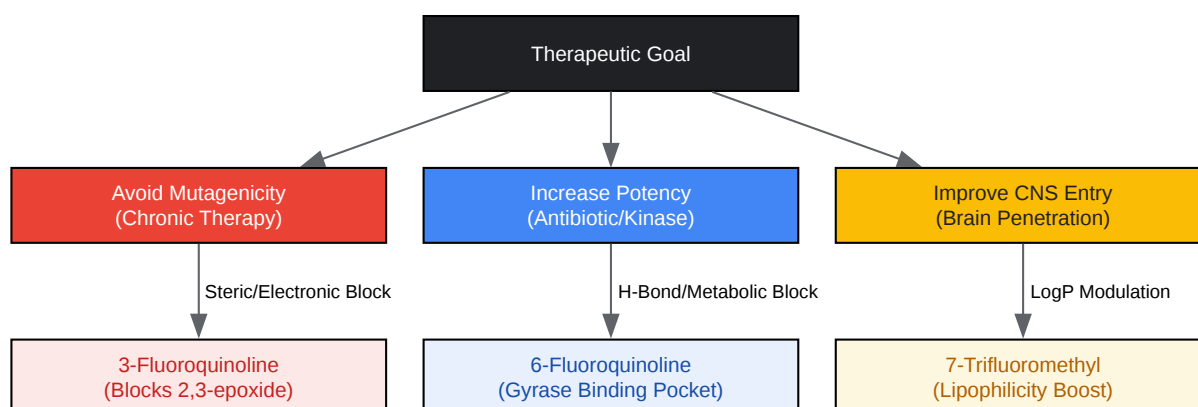 Therapeutic Goal
Avoid Mutagenicity
(Chronic Therapy)
Increase Potency
(Antibiotic/Kinase)
Improve CNS Entry
(Brain Penetration)
Steric/Electronic Block
H-Bond/Metabolic Block
LogP Modulation
3-Fluoroquinoline
(Blocks 2,3-epoxide)
6-Fluoroquinoline
(Gyrase Binding Pocket)
7-Trifluoromethyl
(Lipophilicity Boost)